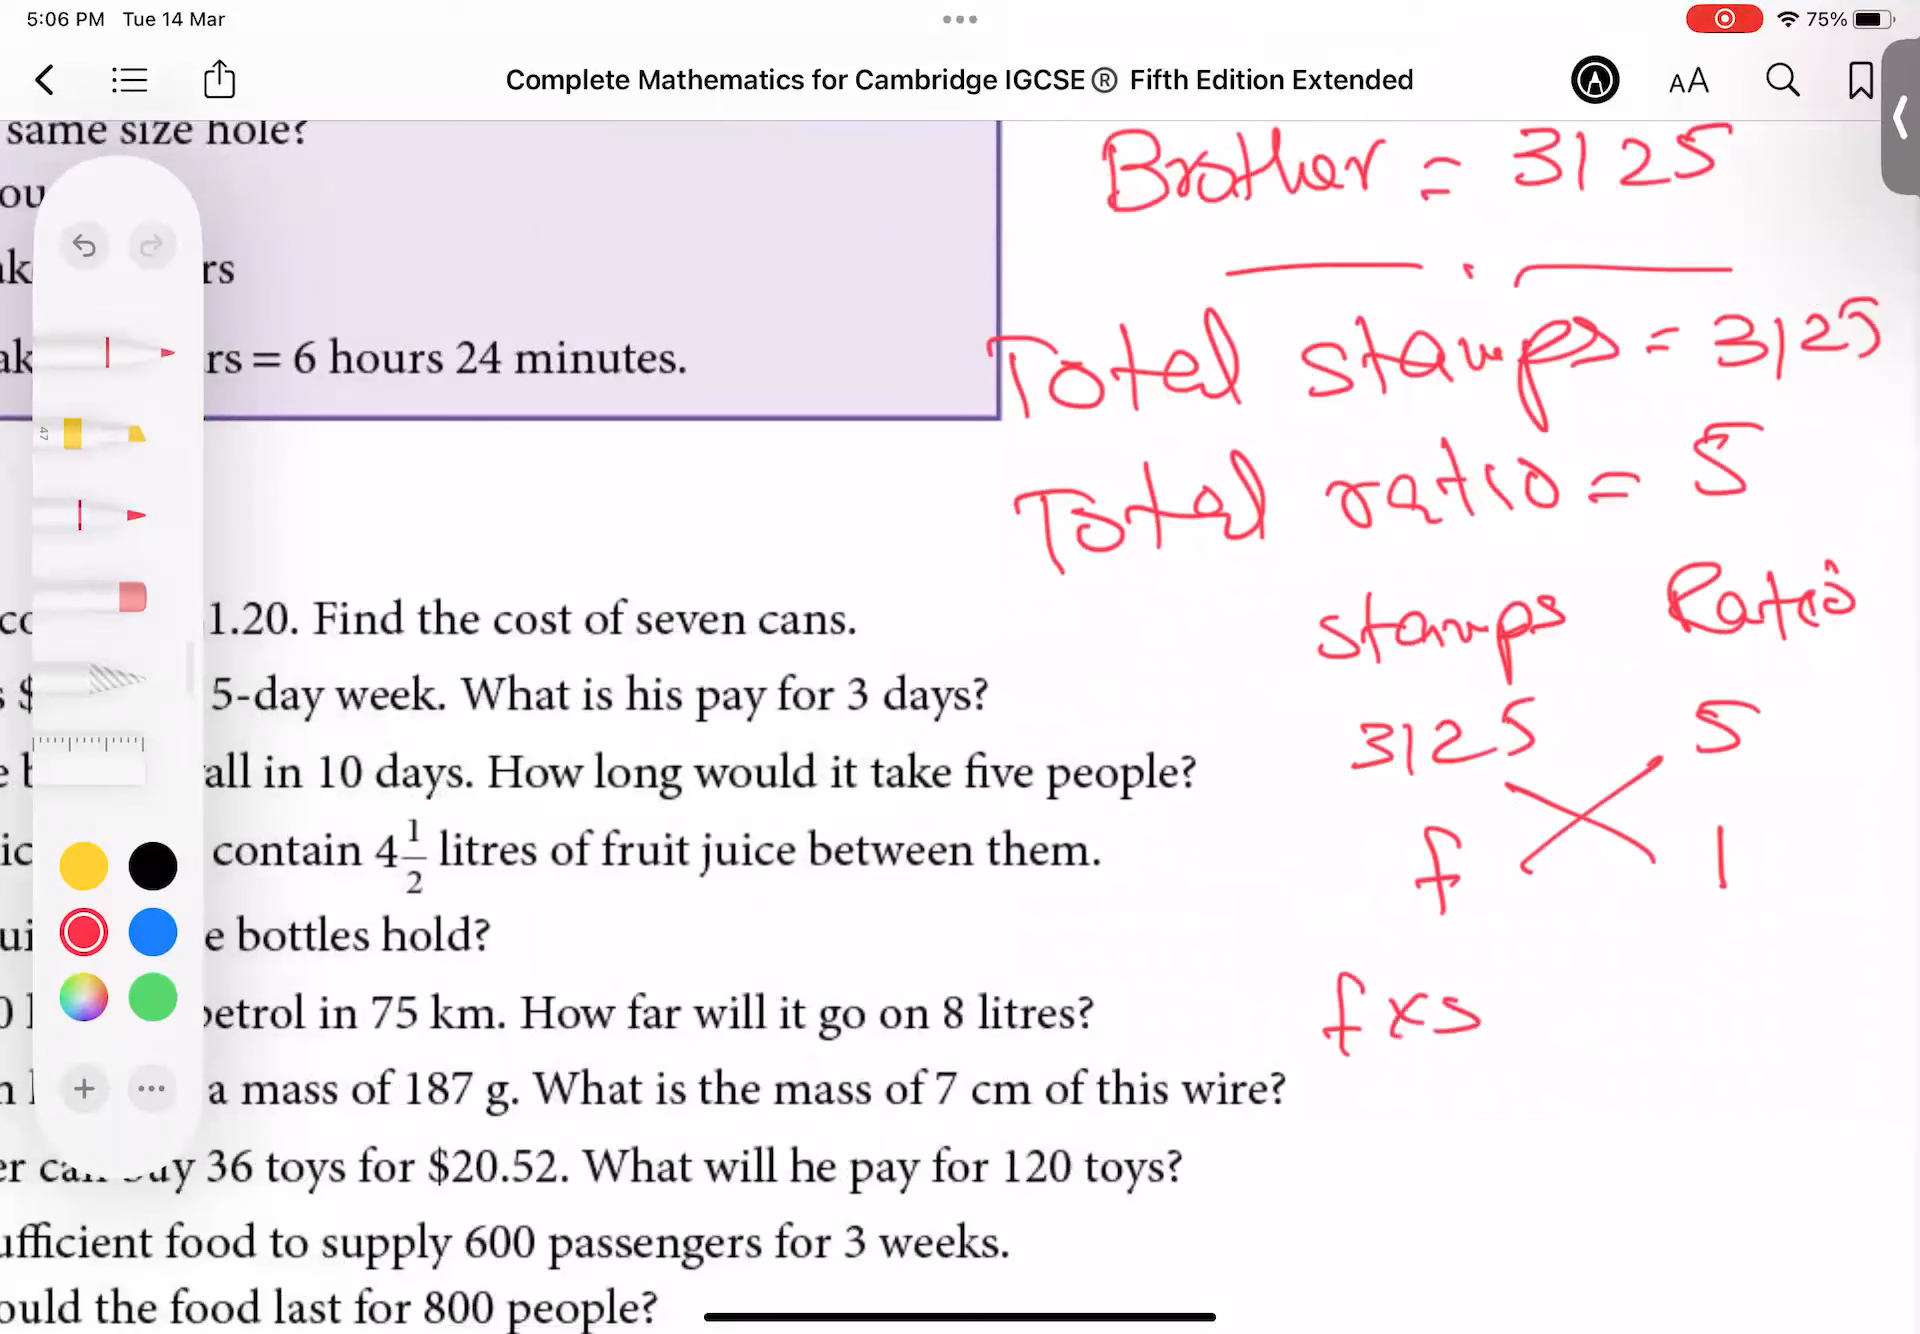 5:06 PM Tue 14 Mar
75%
Complete Mathematics for Cambridge IGCSE® Fifth Edition Extended
AA
same size hole?
rs
rs = 6 hours 24 minutes.
47
1.20. Find the cost of seven cans.
$ 5-day week. What is his pay for 3 days?
all in 10 days. How long would it take five people?
contain 4 1/2 litres of fruit juice between them.
e bottles hold?
petrol in 75 km. How far will it go on 8 litres?
a mass of 187 g. What is the mass of 7 cm of this wire?
36 toys for $20.52. What will he pay for 120 toys?
ufficient food to supply 600 passengers for 3 weeks.
ould the food last for 800 people?
Brother = 3125
Total stamps = 3125
Total ratio = 5
stamps Ratio
3125 5
f 1
f x 5